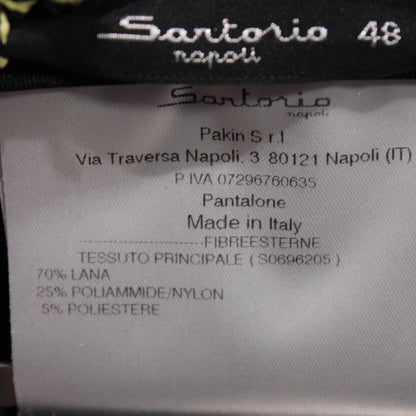 Sartorio 48
napoli
Sartorio
napoli
Pakin S.r.l.
Via Traversa Napoli, 3 80121 Napoli (IT)
P.IVA 07296760635
Pantalone
Made in Italy
--------------------FIBREESTERNE
TESSUTO PRINCIPALE ( S0696205 )
70% LANA
25% POLIAMMIDE/NYLON
5% POLIESTERE